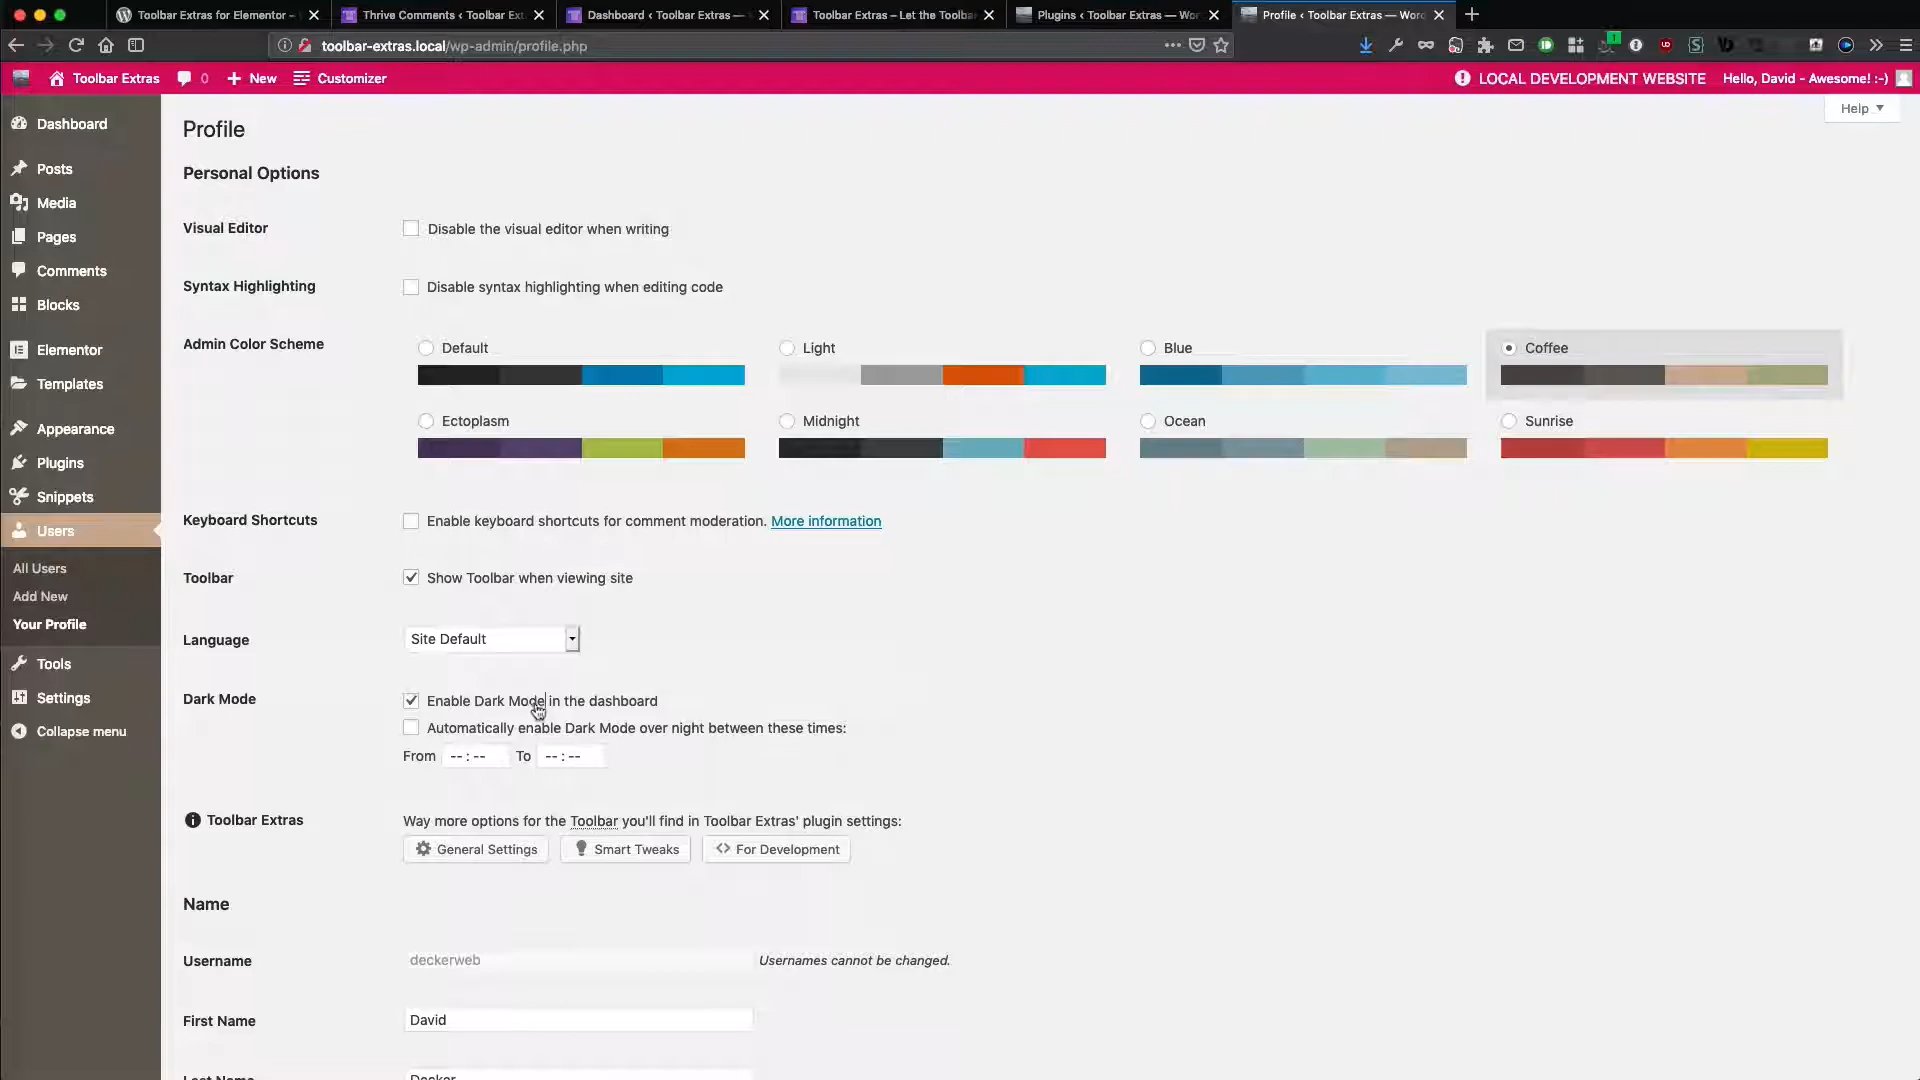 Toolbar Extras for Elementor –
Thrive Comments ‹ Toolbar Ext
Dashboard ‹ Toolbar Extras —
Toolbar Extras – Let the Toolba
Plugins ‹ Toolbar Extras — Wor
Profile ‹ Toolbar Extras — Word
toolbar-extras.local/wp-admin/profile.php
Toolbar Extras
0
New
Customizer
LOCAL DEVELOPMENT WEBSITE
Hello, David - Awesome! :-)
Help
Dashboard
Posts
Media
Pages
Comments
Blocks
Elementor
Templates
Appearance
Plugins
Snippets
Users
All Users
Add New
Your Profile
Tools
Settings
Collapse menu
Profile
Personal Options
Visual Editor
Disable the visual editor when writing
Syntax Highlighting
Disable syntax highlighting when editing code
Admin Color Scheme
Default
Light
Blue
Coffee
Ectoplasm
Midnight
Ocean
Sunrise
Keyboard Shortcuts
Enable keyboard shortcuts for comment moderation. More information
Toolbar
Show Toolbar when viewing site
Language
Site Default
Dark Mode
Enable Dark Mode in the dashboard
Automatically enable Dark Mode over night between these times:
From --:-- To --:--
Toolbar Extras
Way more options for the Toolbar you'll find in Toolbar Extras' plugin settings:
General Settings
Smart Tweaks
For Development
Name
Username
deckerweb
Usernames cannot be changed.
First Name
David